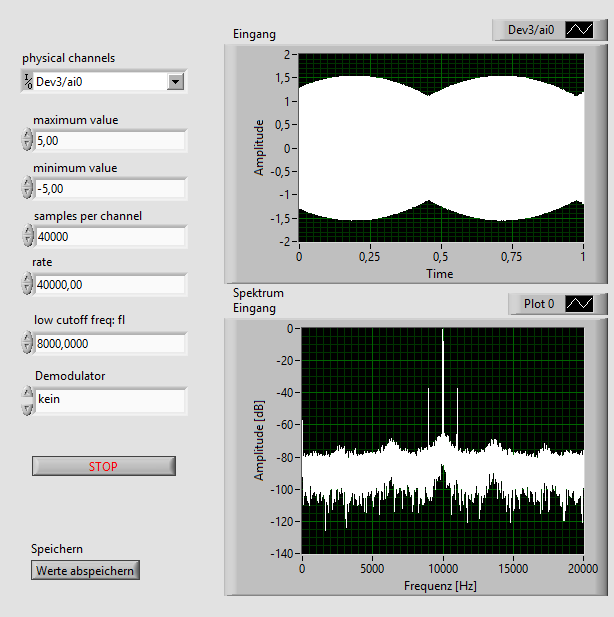 physical channels
Dev3/ai0
maximum value
5,00
minimum value
-5,00
samples per channel
40000
rate
40000,00
low cutoff freq: fl
8000,0000
Demodulator
kein
STOP
Speichern
Werte abspeichern
Eingang
Dev3/ai0
Amplitude
2
1,5
1
0,5
0
-0,5
-1
-1,5
-2
0 0,25 0,5 0,75 1
Time
Spektrum
Eingang
Plot 0
Amplitude [dB]
0
-20
-40
-60
-80
-100
-120
-140
0 5000 10000 15000 20000
Frequenz [Hz]